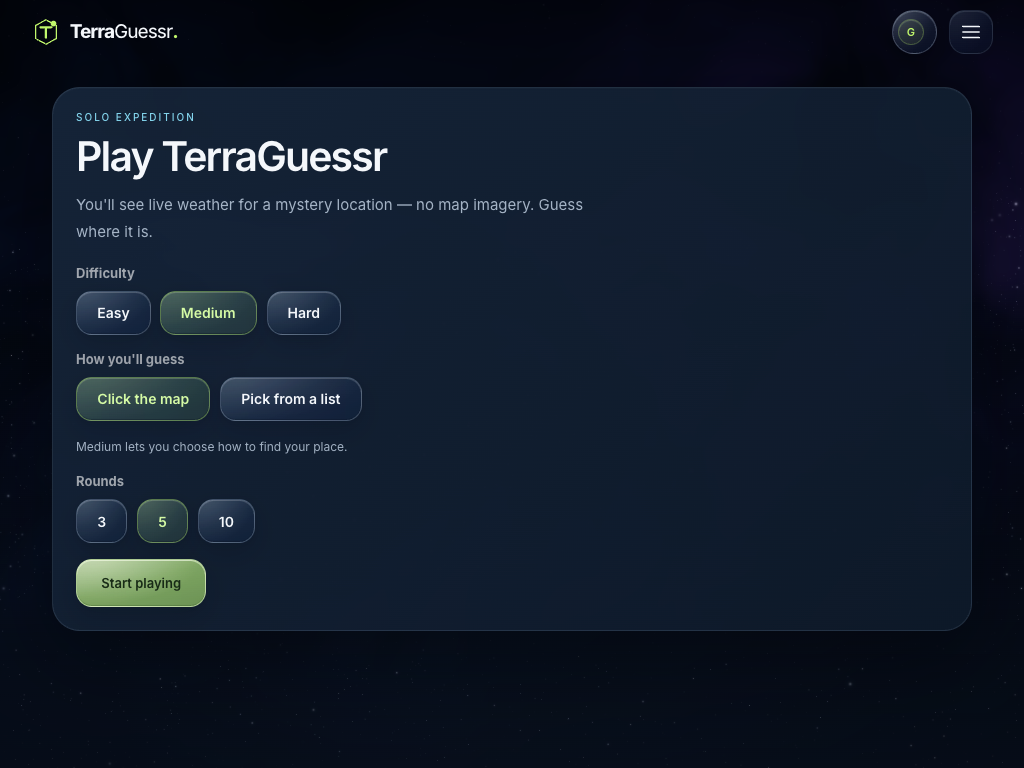 TerraGuessr.
G
SOLO EXPEDITION
Play TerraGuessr
You'll see live weather for a mystery location — no map imagery. Guess
where it is.
Difficulty
Easy
Medium
Hard
How you'll guess
Click the map
Pick from a list
Medium lets you choose how to find your place.
Rounds
3
5
10
Start playing